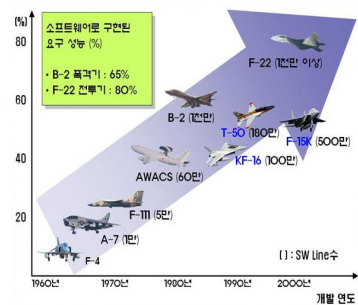 소프트웨어로 구현된
요구 성능 (%)
• B-2 폭격기 : 65%
• F-22 전투기 : 80%
80
60
40
20
F-22 (1천만 이상)
B-2 (1천만)
T-50 (180만)
F-15K (500만)
AWACS (60만)
KF-16 (100만)
F-111 (5만)
A-7 (1만)
F-4
( ) : SW Line수
1960년
1970년
1980년
1990년
2000년
개발 연도